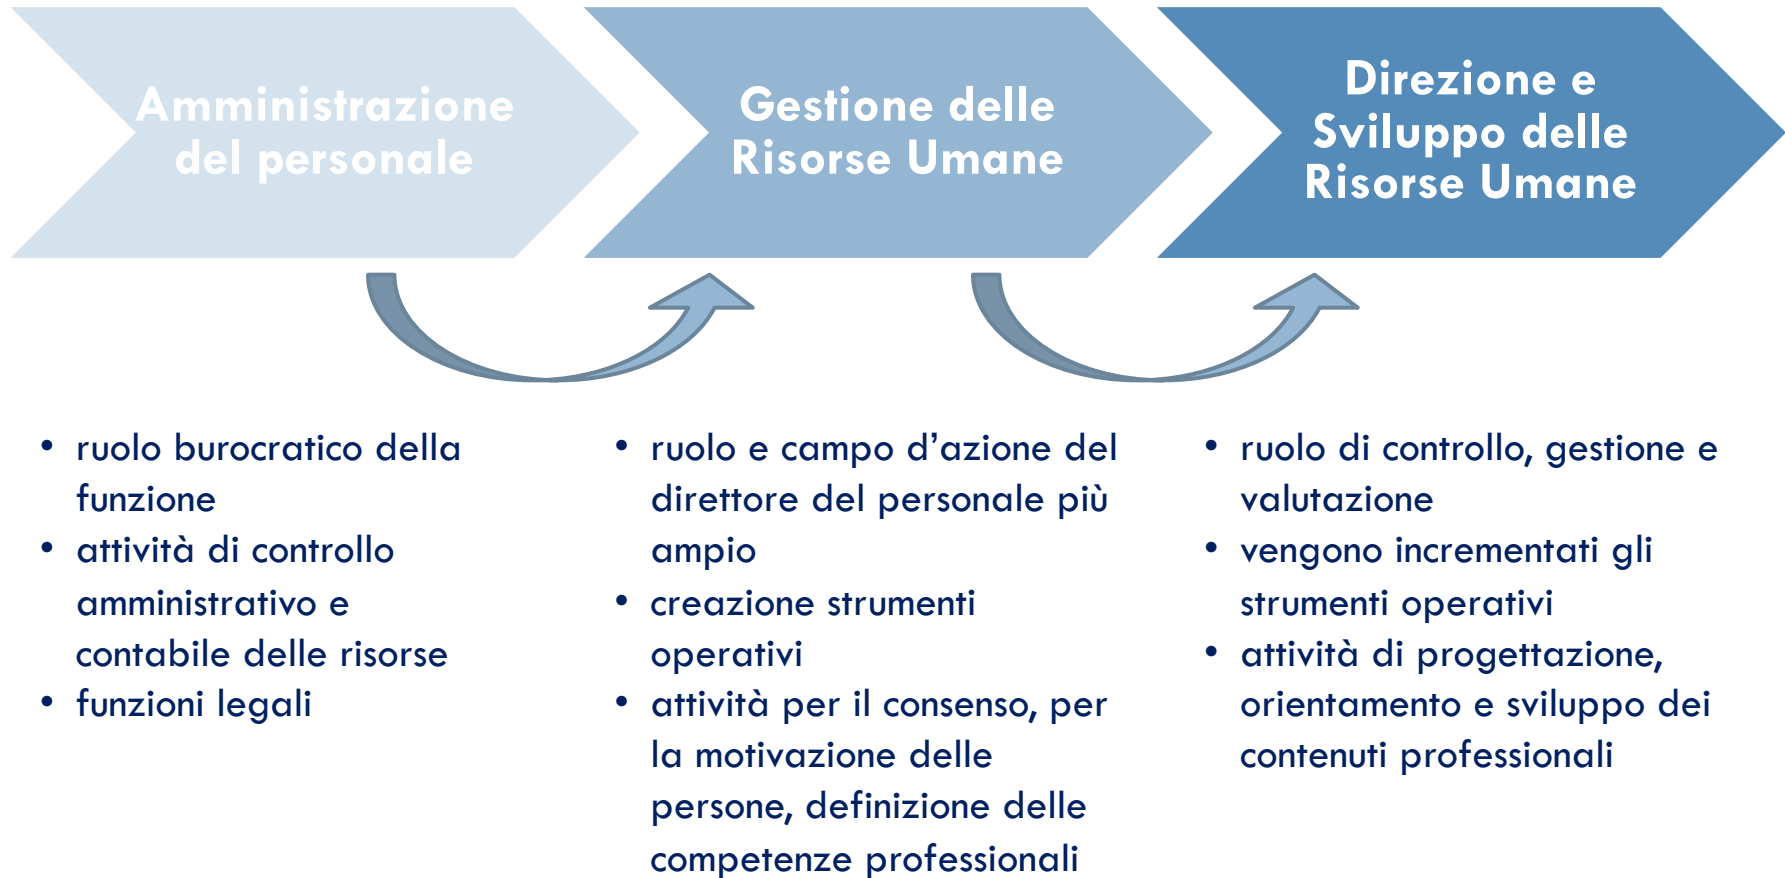 Amministrazione
del personale
Gestione delle
Risorse Umane
Direzione e
Sviluppo delle
Risorse Umane
• ruolo burocratico della
funzione
• attività di controllo
amministrativo e
contabile delle risorse
• funzioni legali
• ruolo e campo d’azione del
direttore del personale più
ampio
• creazione strumenti
operativi
• attività per il consenso, per
la motivazione delle
persone, definizione delle
competenze professionali
• ruolo di controllo, gestione e
valutazione
• vengono incrementati gli
strumenti operativi
• attività di progettazione,
orientamento e sviluppo dei
contenuti professionali